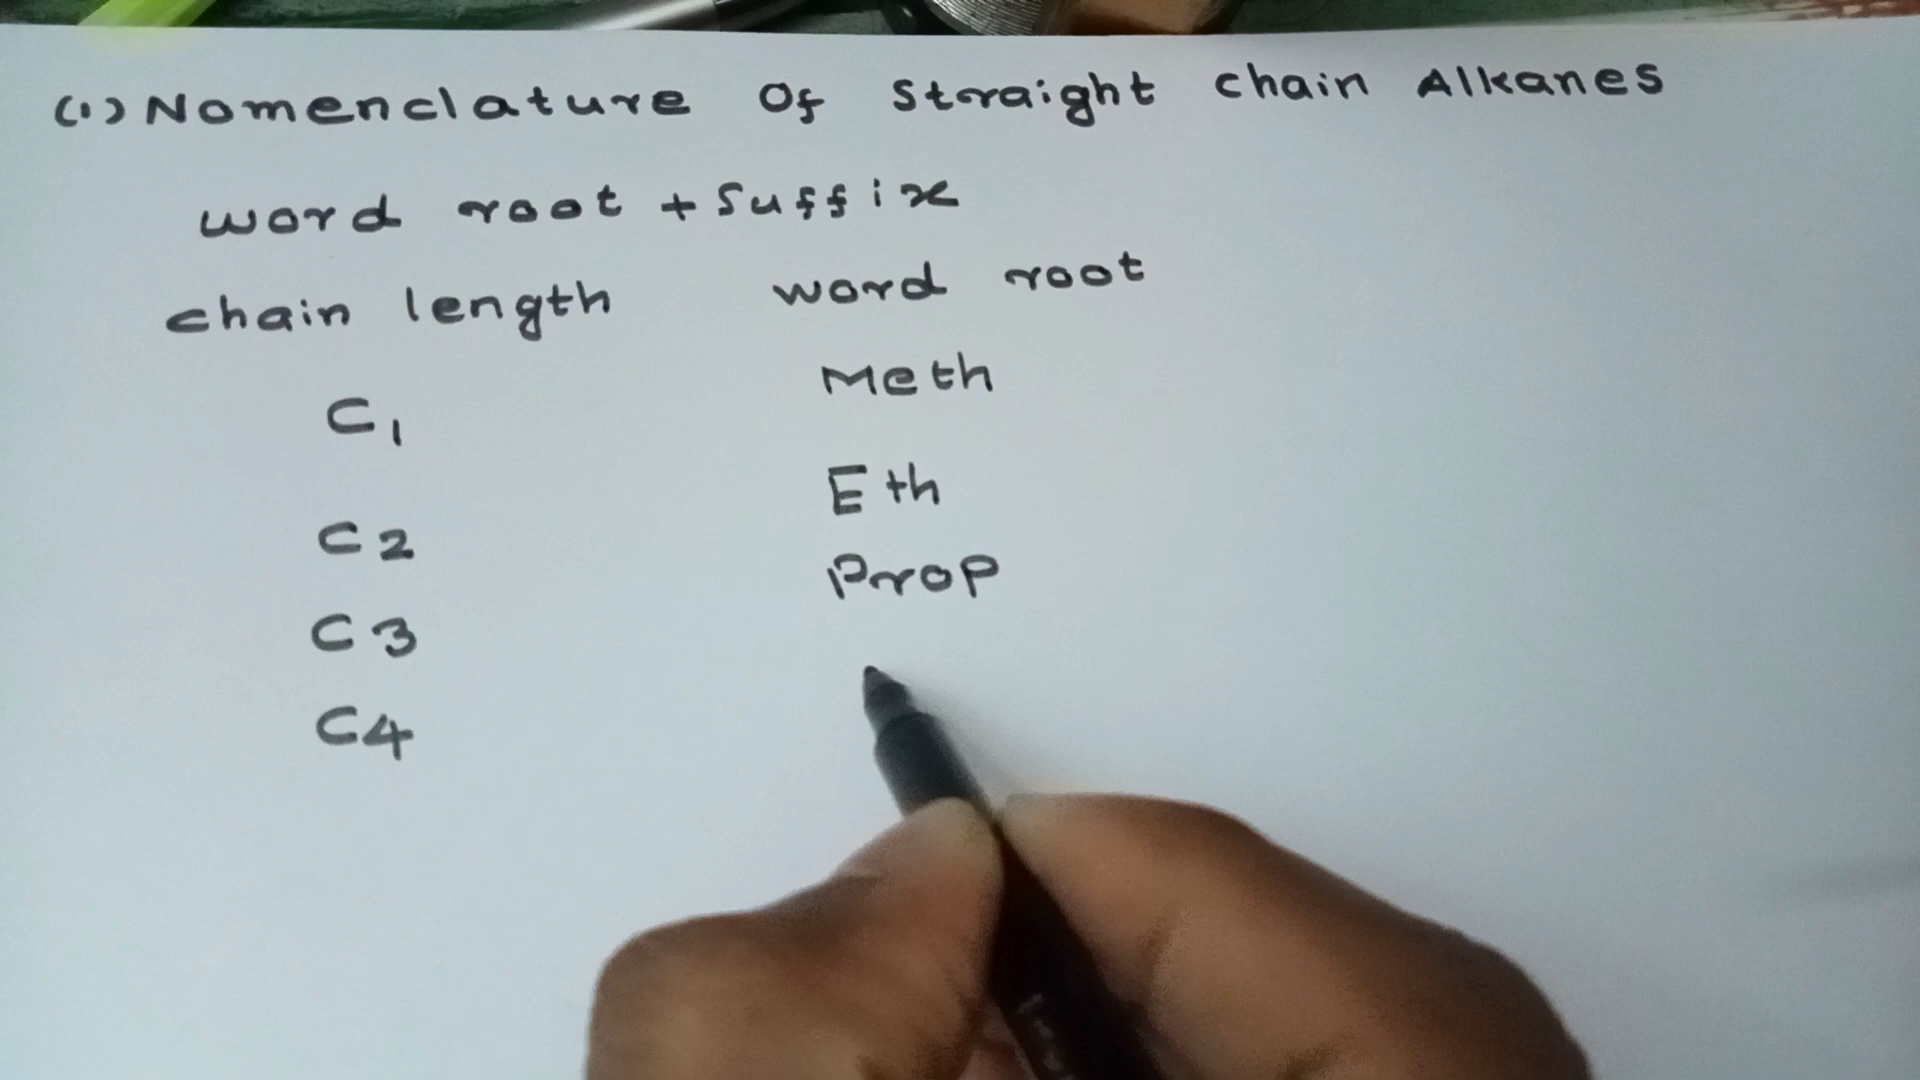 (1) Nomenclature Of Straight chain Alkanes
word root + Suffix
chain length word root
C1 Meth
C2 Eth
C3 Prop
C4